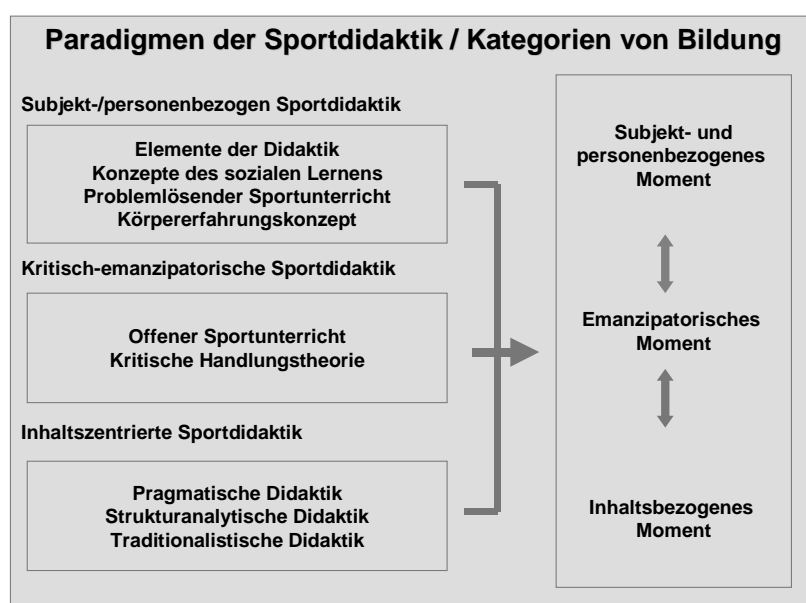 Paradigmen der Sportdidaktik / Kategorien von Bildung
Subjekt-/personenbezogen Sportdidaktik
Elemente der Didaktik
Konzepte des sozialen Lernens
Problemlösender Sportunterricht
Körpererfahrungskonzept
Kritisch-emanzipatorische Sportdidaktik
Offener Sportunterricht
Kritische Handlungstheorie
Inhaltszentrierte Sportdidaktik
Pragmatische Didaktik
Strukturanalytische Didaktik
Traditionalistische Didaktik
Subjekt- und
personenbezogenes
Moment
Emanzipatorisches
Moment
Inhaltsbezogenes
Moment